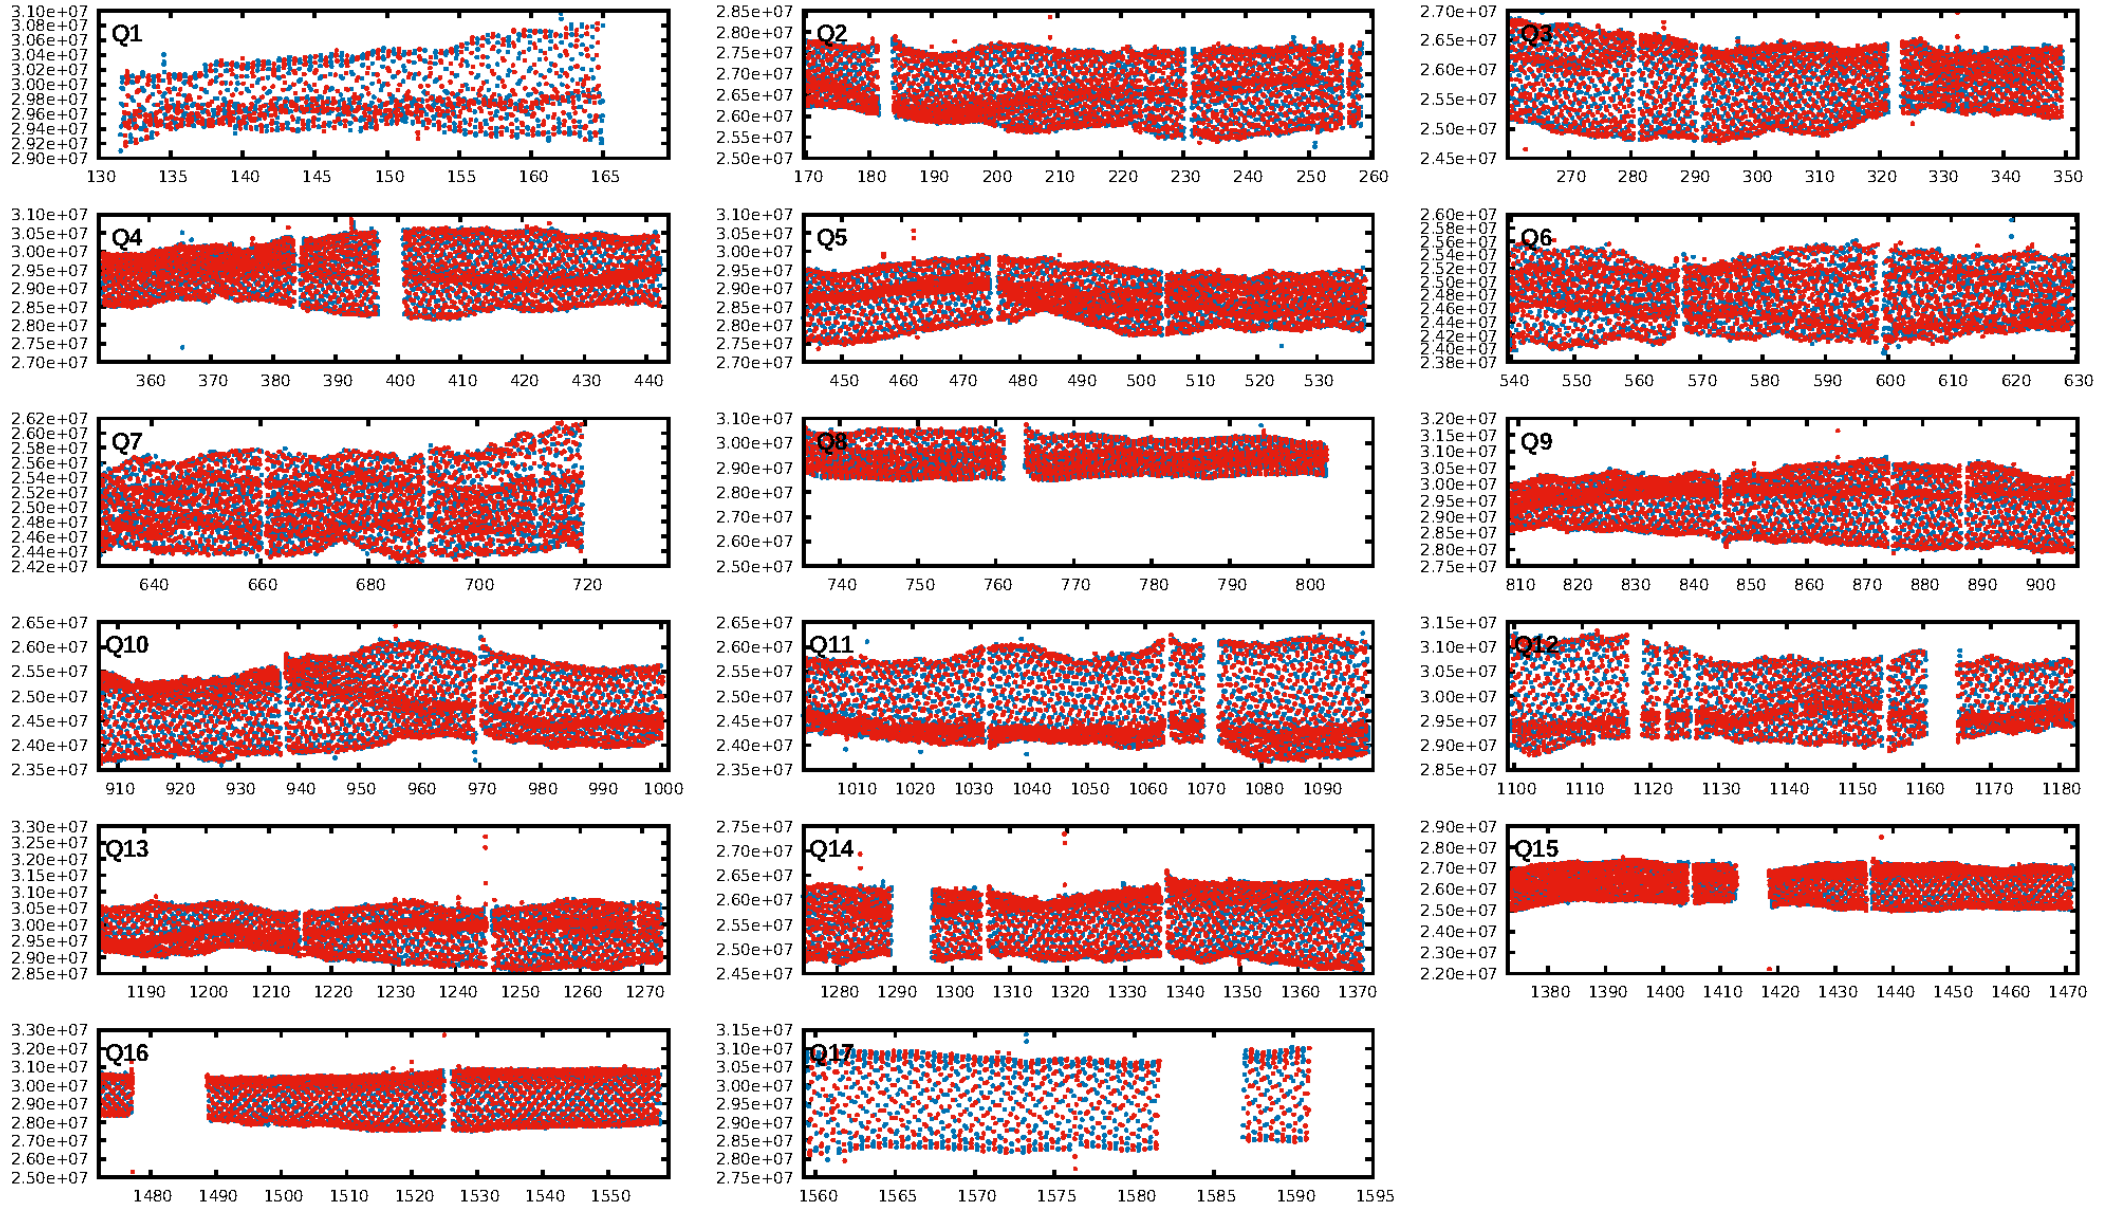 3.10e+07
3.08e+07
3.06e+07
3.04e+07
3.02e+07
3.00e+07
2.98e+07
2.96e+07
2.94e+07
2.92e+07
2.90e+07
Q1
130 135 140 145 150 155 160 165
2.85e+07
2.80e+07
2.75e+07
2.70e+07
2.65e+07
2.60e+07
2.55e+07
2.50e+07
Q2
170 180 190 200 210 220 230 240 250 260
2.70e+07
2.65e+07
2.60e+07
2.55e+07
2.50e+07
2.45e+07
Q3
270 280 290 300 310 320 330 340 350
3.10e+07
3.05e+07
3.00e+07
2.95e+07
2.90e+07
2.85e+07
2.80e+07
2.75e+07
2.70e+07
Q4
360 370 380 390 400 410 420 430 440
3.10e+07
3.05e+07
3.00e+07
2.95e+07
2.90e+07
2.85e+07
2.80e+07
2.75e+07
2.70e+07
Q5
450 460 470 480 490 500 510 520 530
2.60e+07
2.58e+07
2.56e+07
2.54e+07
2.52e+07
2.50e+07
2.48e+07
2.46e+07
2.44e+07
2.42e+07
2.40e+07
2.38e+07
Q6
540 550 560 570 580 590 600 610 620 630
2.62e+07
2.60e+07
2.58e+07
2.56e+07
2.54e+07
2.52e+07
2.50e+07
2.48e+07
2.46e+07
2.44e+07
2.42e+07
Q7
640 660 680 700 720
3.10e+07
3.00e+07
2.90e+07
2.80e+07
2.70e+07
2.60e+07
2.50e+07
Q8
740 750 760 770 780 790 800
3.20e+07
3.15e+07
3.10e+07
3.05e+07
3.00e+07
2.95e+07
2.90e+07
2.85e+07
2.80e+07
2.75e+07
Q9
810 820 830 840 850 860 870 880 890 900
2.65e+07
2.60e+07
2.55e+07
2.50e+07
2.45e+07
2.40e+07
2.35e+07
Q10
910 920 930 940 950 960 970 980 990 1000
2.65e+07
2.60e+07
2.55e+07
2.50e+07
2.45e+07
2.40e+07
2.35e+07
Q11
1010 1020 1030 1040 1050 1060 1070 1080 1090
3.15e+07
3.10e+07
3.05e+07
3.00e+07
2.95e+07
2.90e+07
2.85e+07
Q12
1100 1110 1120 1130 1140 1150 1160 1170 1180
3.30e+07
3.25e+07
3.20e+07
3.15e+07
3.10e+07
3.05e+07
3.00e+07
2.95e+07
2.90e+07
2.85e+07
Q13
1190 1200 1210 1220 1230 1240 1250 1260 1270
2.75e+07
2.70e+07
2.65e+07
2.60e+07
2.55e+07
2.50e+07
2.45e+07
Q14
1280 1290 1300 1310 1320 1330 1340 1350 1360 1370
2.90e+07
2.80e+07
2.70e+07
2.60e+07
2.50e+07
2.40e+07
2.30e+07
2.20e+07
Q15
1380 1390 1400 1410 1420 1430 1440 1450 1460 1470
3.30e+07
3.20e+07
3.10e+07
3.00e+07
2.90e+07
2.80e+07
2.70e+07
2.60e+07
2.50e+07
Q16
1480 1490 1500 1510 1520 1530 1540 1550
3.15e+07
3.10e+07
3.05e+07
3.00e+07
2.95e+07
2.90e+07
2.85e+07
2.80e+07
2.75e+07
Q17
1560 1565 1570 1575 1580 1585 1590 1595